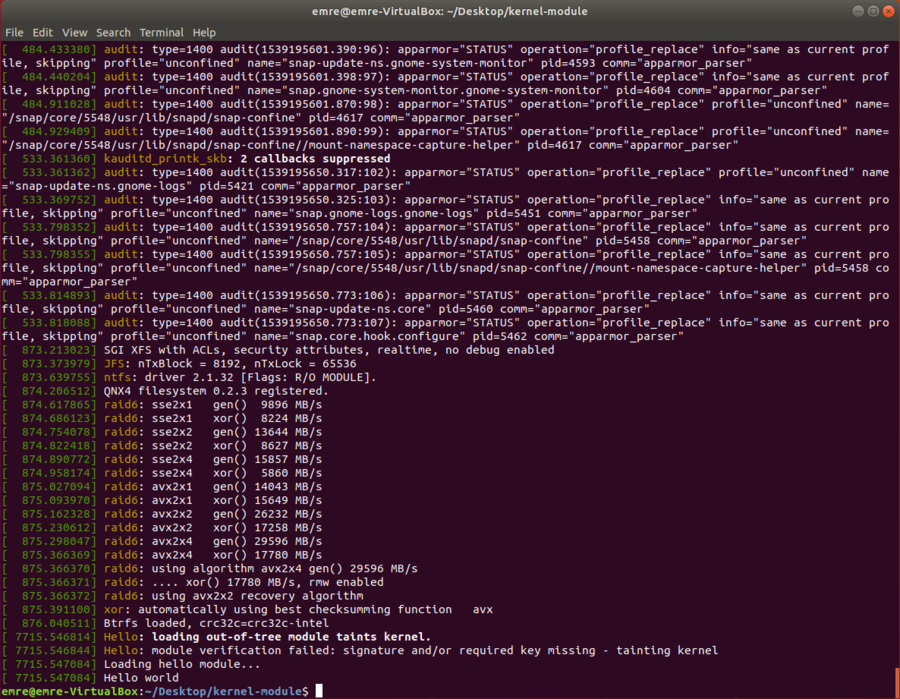 emre@emre-VirtualBox: ~/Desktop/kernel-module
File Edit View Search Terminal Help
[  484.433380] audit: type=1400 audit(1539195601.390:96): apparmor="STATUS" operation="profile_replace" info="same as current prof
ile, skipping" profile="unconfined" name="snap-update-ns.gnome-system-monitor" pid=4593 comm="apparmor_parser"
[  484.440204] audit: type=1400 audit(1539195601.398:97): apparmor="STATUS" operation="profile_replace" info="same as current prof
ile, skipping" profile="unconfined" name="snap.gnome-system-monitor.gnome-system-monitor" pid=4604 comm="apparmor_parser"
[  484.911028] audit: type=1400 audit(1539195601.870:98): apparmor="STATUS" operation="profile_replace" profile="unconfined" name=
"/snap/core/5548/usr/lib/snapd/snap-confine" pid=4617 comm="apparmor_parser"
[  484.929409] audit: type=1400 audit(1539195601.890:99): apparmor="STATUS" operation="profile_replace" profile="unconfined" name=
"/snap/core/5548/usr/lib/snapd/snap-confine//mount-namespace-capture-helper" pid=4617 comm="apparmor_parser"
[  533.361360] kauditd_printk_skb: 2 callbacks suppressed
[  533.361362] audit: type=1400 audit(1539195650.317:102): apparmor="STATUS" operation="profile_replace" profile="unconfined" name
="snap-update-ns.gnome-logs" pid=5421 comm="apparmor_parser"
[  533.369752] audit: type=1400 audit(1539195650.325:103): apparmor="STATUS" operation="profile_replace" info="same as current pro
file, skipping" profile="unconfined" name="snap.gnome-logs.gnome-logs" pid=5451 comm="apparmor_parser"
[  533.798352] audit: type=1400 audit(1539195650.757:104): apparmor="STATUS" operation="profile_replace" info="same as current pro
file, skipping" profile="unconfined" name="/snap/core/5548/usr/lib/snapd/snap-confine" pid=5458 comm="apparmor_parser"
[  533.798355] audit: type=1400 audit(1539195650.757:105): apparmor="STATUS" operation="profile_replace" info="same as current pro
file, skipping" profile="unconfined" name="/snap/core/5548/usr/lib/snapd/snap-confine//mount-namespace-capture-helper" pid=5458 co
mm="apparmor_parser"
[  533.814893] audit: type=1400 audit(1539195650.773:106): apparmor="STATUS" operation="profile_replace" info="same as current pro
file, skipping" profile="unconfined" name="snap-update-ns.core" pid=5460 comm="apparmor_parser"
[  533.818088] audit: type=1400 audit(1539195650.773:107): apparmor="STATUS" operation="profile_replace" info="same as current pro
file, skipping" profile="unconfined" name="snap.core.hook.configure" pid=5462 comm="apparmor_parser"
[  873.213023] SGI XFS with ACLs, security attributes, realtime, no debug enabled
[  873.373979] JFS: nTxBlock = 8192, nTxLock = 65536
[  873.639755] ntfs: driver 2.1.32 [Flags: R/O MODULE].
[  874.206512] QNX4 filesystem 0.2.3 registered.
[  874.617865] raid6: sse2x1   gen()  9896 MB/s
[  874.686123] raid6: sse2x1   xor()  8224 MB/s
[  874.754078] raid6: sse2x2   gen() 13644 MB/s
[  874.822418] raid6: sse2x2   xor()  8627 MB/s
[  874.890772] raid6: sse2x4   gen() 15857 MB/s
[  874.958174] raid6: sse2x4   xor()  5860 MB/s
[  875.027094] raid6: avx2x1   gen() 14043 MB/s
[  875.093970] raid6: avx2x1   xor() 15649 MB/s
[  875.162328] raid6: avx2x2   gen() 26232 MB/s
[  875.230612] raid6: avx2x2   xor() 17258 MB/s
[  875.298047] raid6: avx2x4   gen() 29596 MB/s
[  875.366369] raid6: avx2x4   xor() 17780 MB/s
[  875.366370] raid6: using algorithm avx2x4 gen() 29596 MB/s
[  875.366371] raid6: .... xor() 17780 MB/s, rmw enabled
[  875.366372] raid6: using avx2x2 recovery algorithm
[  875.391100] xor: automatically using best checksumming function   avx
[  876.040511] Btrfs loaded, crc32c=crc32c-intel
[ 7715.546814] Hello: loading out-of-tree module taints kernel.
[ 7715.546844] Hello: module verification failed: signature and/or required key missing - tainting kernel
[ 7715.547084] Loading hello module...
[ 7715.547084] Hello world
emre@emre-VirtualBox:~/Desktop/kernel-module$